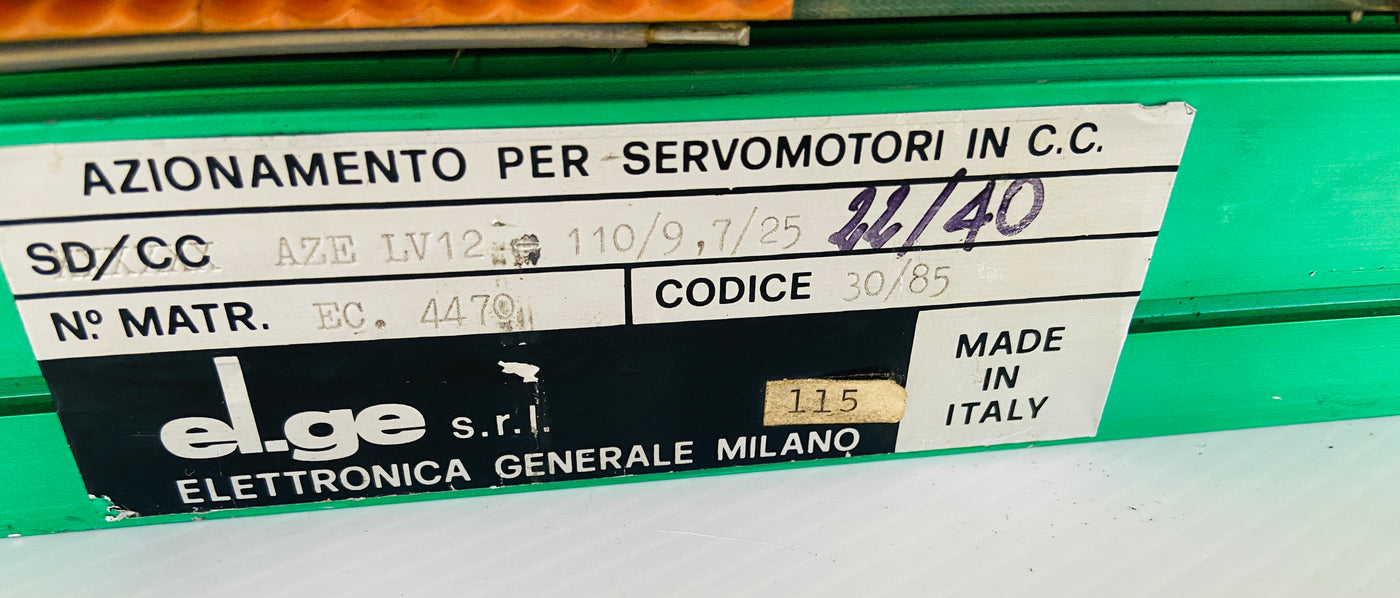 AZIONAMENTO PER SERVOMOTORI IN C.C.
SD/CC AZE LV12 110/9,7/25 22/40
Nº MATR. EC. 4470 CODICE 30/85
MADE
IN
ITALY
el.ge s.r.l.
115
ELETTRONICA GENERALE MILANO